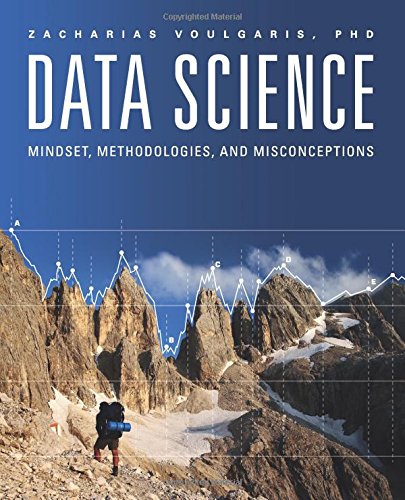 Copyrighted Material
ZACHARIAS VOULGARIS, PHD
DATA SCIENCE
MINDSET, METHODOLOGIES, AND MISCONCEPTIONS
A
B
C
D
E